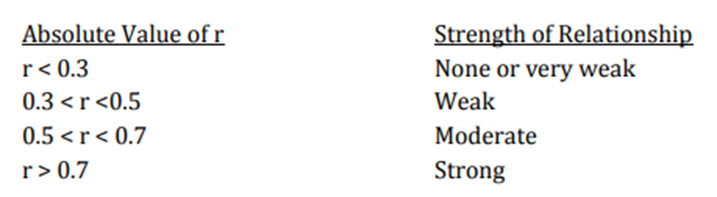 Absolute Value of r Strength of Relationship
r < 0.3 None or very weak
0.3 < r <0.5 Weak
0.5 < r < 0.7 Moderate
r > 0.7 Strong